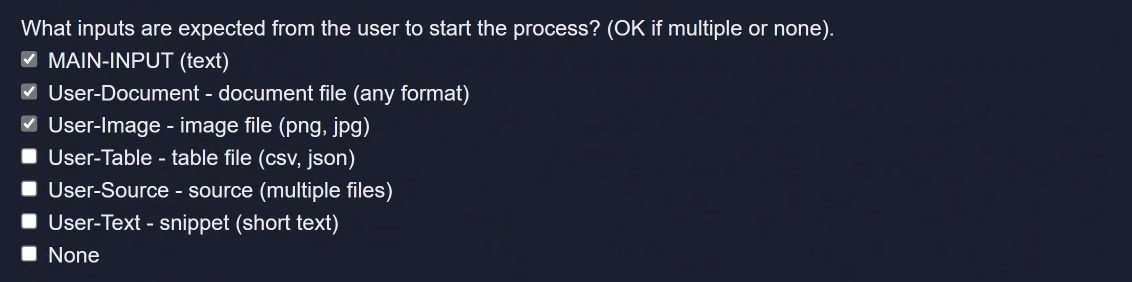 What inputs are expected from the user to start the process? (OK if multiple or none).
MAIN-INPUT (text)
User-Document - document file (any format)
User-Image - image file (png, jpg)
User-Table - table file (csv, json)
User-Source - source (multiple files)
User-Text - snippet (short text)
None